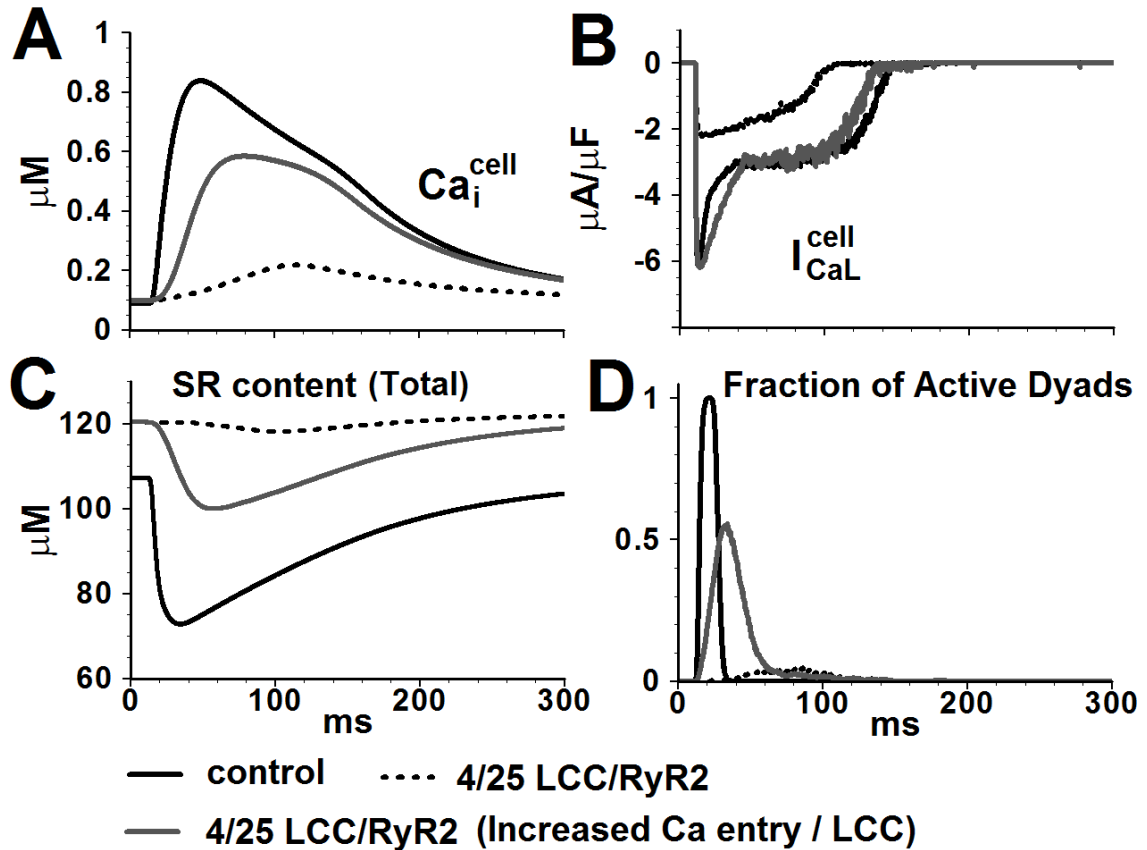 A
1
0.8
0.6
0.4
0.2
0
μM
Ca_i^cell
B
0
-2
-4
-6
μA/μF
I_CaL^cell
C
SR content (Total)
120
100
80
60
μM
0
100
200
300
ms
D
Fraction of Active Dyads
1
0.5
0
0
100
200
300
ms
control
4/25 LCC/RyR2
4/25 LCC/RyR2 (Increased Ca entry / LCC)